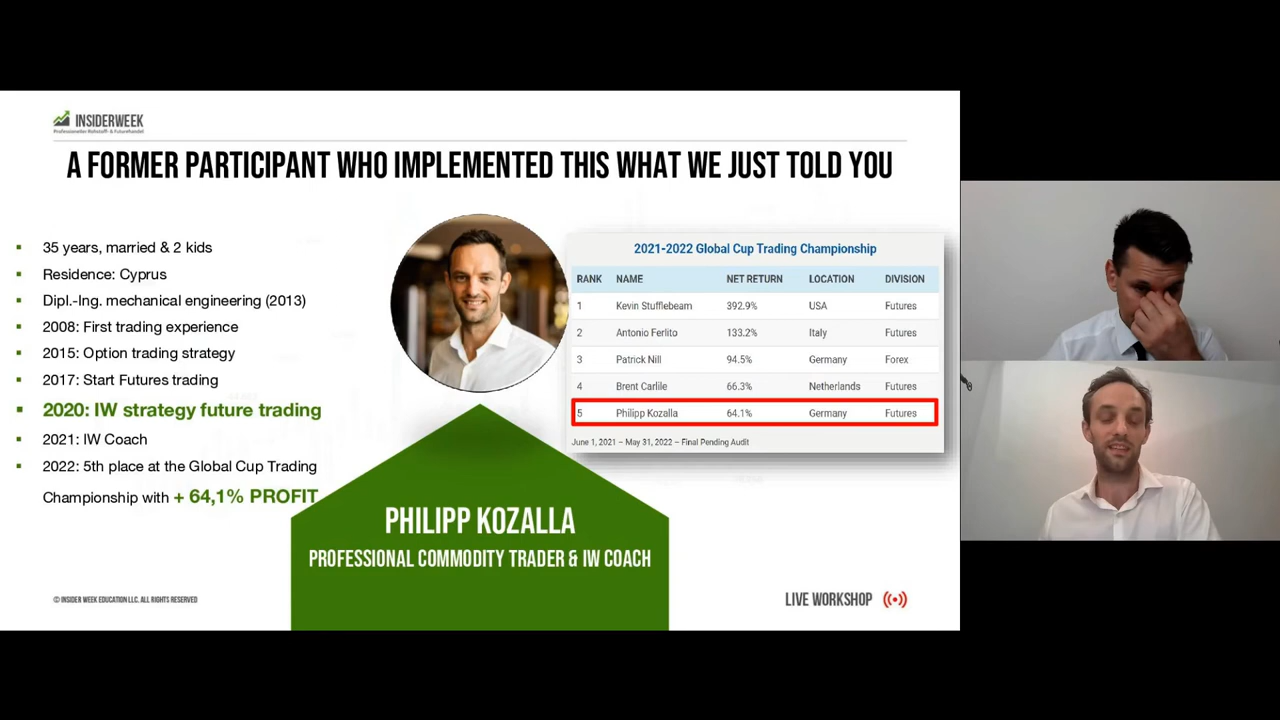 INSIDERWEEK
Professioneller Rohstoff- & Futurehandel
A FORMER PARTICIPANT WHO IMPLEMENTED THIS WHAT WE JUST TOLD YOU
35 years, married & 2 kids
Residence: Cyprus
Dipl.-Ing. mechanical engineering (2013)
2008: First trading experience
2015: Option trading strategy
2017: Start Futures trading
2020: IW strategy future trading
2021: IW Coach
2022: 5th place at the Global Cup Trading
Championship with + 64,1% PROFIT
2021-2022 Global Cup Trading Championship
RANK NAME NET RETURN LOCATION DIVISION
1 Kevin Stufflebeam 392.9% USA Futures
2 Antonio Ferlito 133.2% Italy Futures
3 Patrick Nill 94.5% Germany Forex
4 Brent Carlile 66.3% Netherlands Futures
5 Philipp Kozalla 64.1% Germany Futures
June 1, 2021 – May 31, 2022 – Final Pending Audit
PHILIPP KOZALLA
PROFESSIONAL COMMODITY TRADER & IW COACH
© INSIDER WEEK EDUCATION LLC. ALL RIGHTS RESERVED
LIVE WORKSHOP